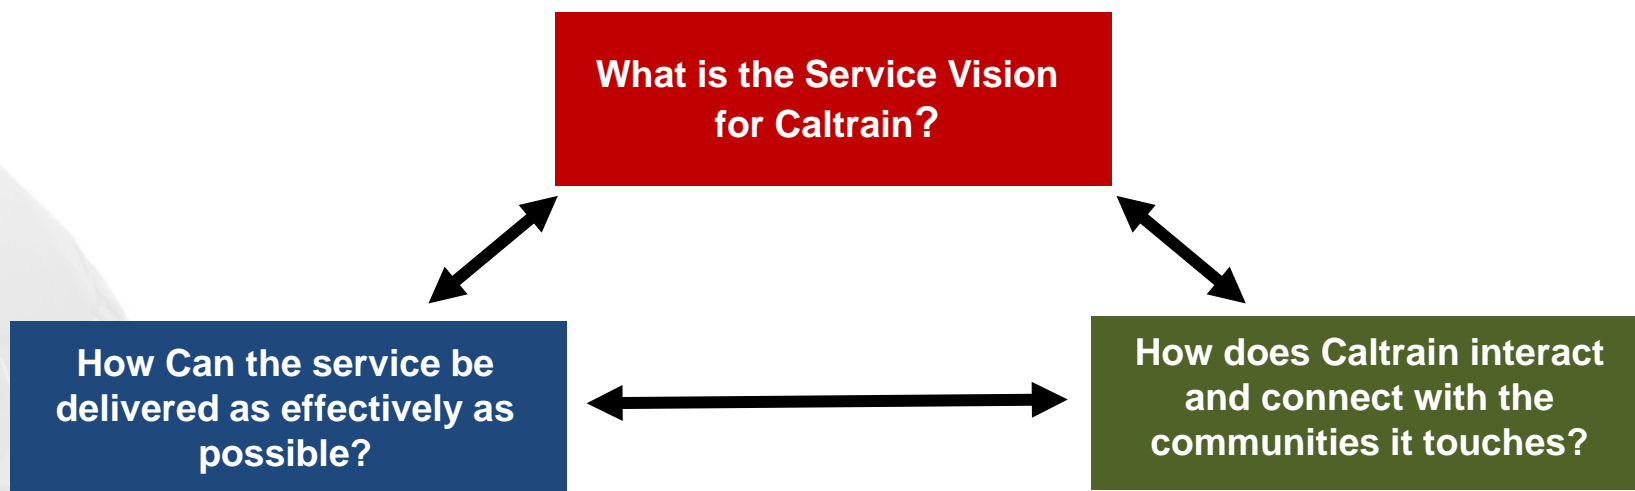 What is the Service Vision
for Caltrain?
How Can the service be
delivered as effectively as
possible?
How does Caltrain interact
and connect with the
communities it touches?